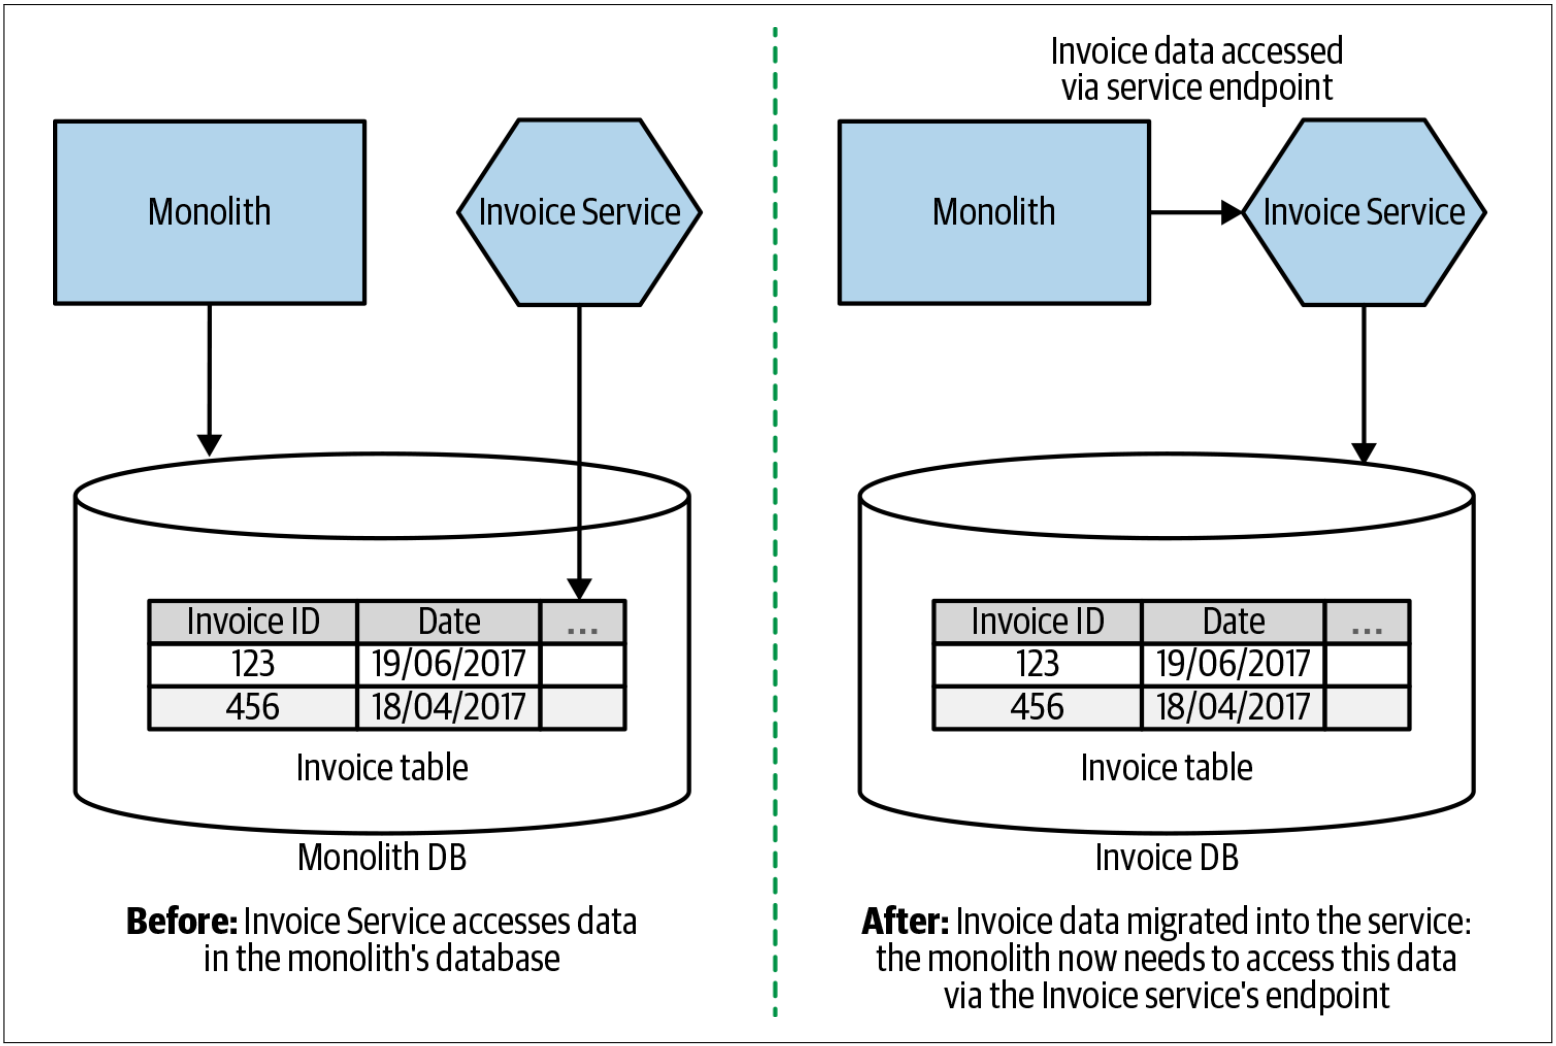 Monolith
Invoice Service
Invoice ID Date ...
123 19/06/2017
456 18/04/2017
Invoice table
Monolith DB
Before: Invoice Service accesses data
in the monolith's database
Invoice data accessed
via service endpoint
Monolith
Invoice Service
Invoice ID Date ...
123 19/06/2017
456 18/04/2017
Invoice table
Invoice DB
After: Invoice data migrated into the service:
the monolith now needs to access this data
via the Invoice service's endpoint